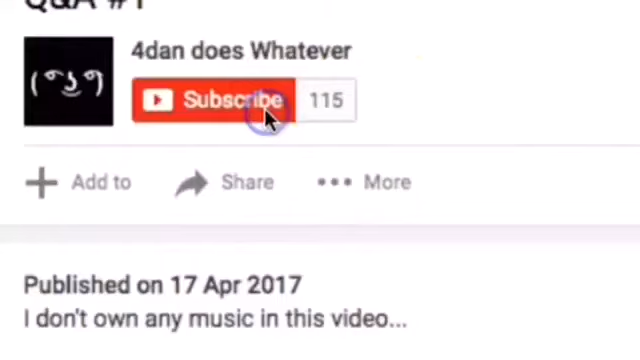 Q&A #1
4dan does Whatever
( ͡° ͜ʖ ͡°)
Subscribe 115
Add to Share More
Published on 17 Apr 2017
I don't own any music in this video...